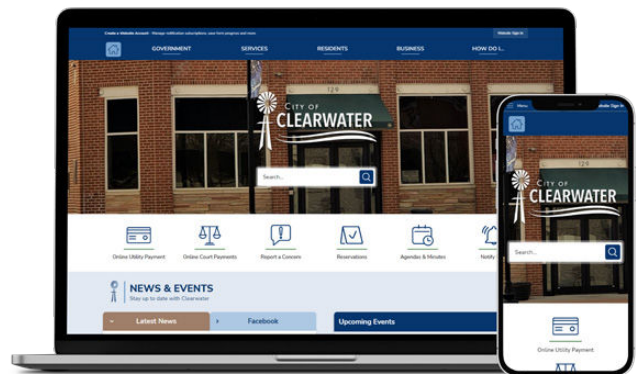 Create a Website Account - Manage notification subscriptions, save form progress and more.
Website Sign In
GOVERNMENT
SERVICES
RESIDENTS
BUSINESS
HOW DO I...
129
CITY OF
CLEARWATER
Search...
Online Utility Payment
Online Court Payments
Report a Concern
Reservations
Agendas & Minutes
Notify
NEWS & EVENTS
Stay up to date with Clearwater
Latest News
Facebook
Upcoming Events
Menu
Website Sign In
129
CITY OF
CLEARWATER
Search...
Online Utility Payment